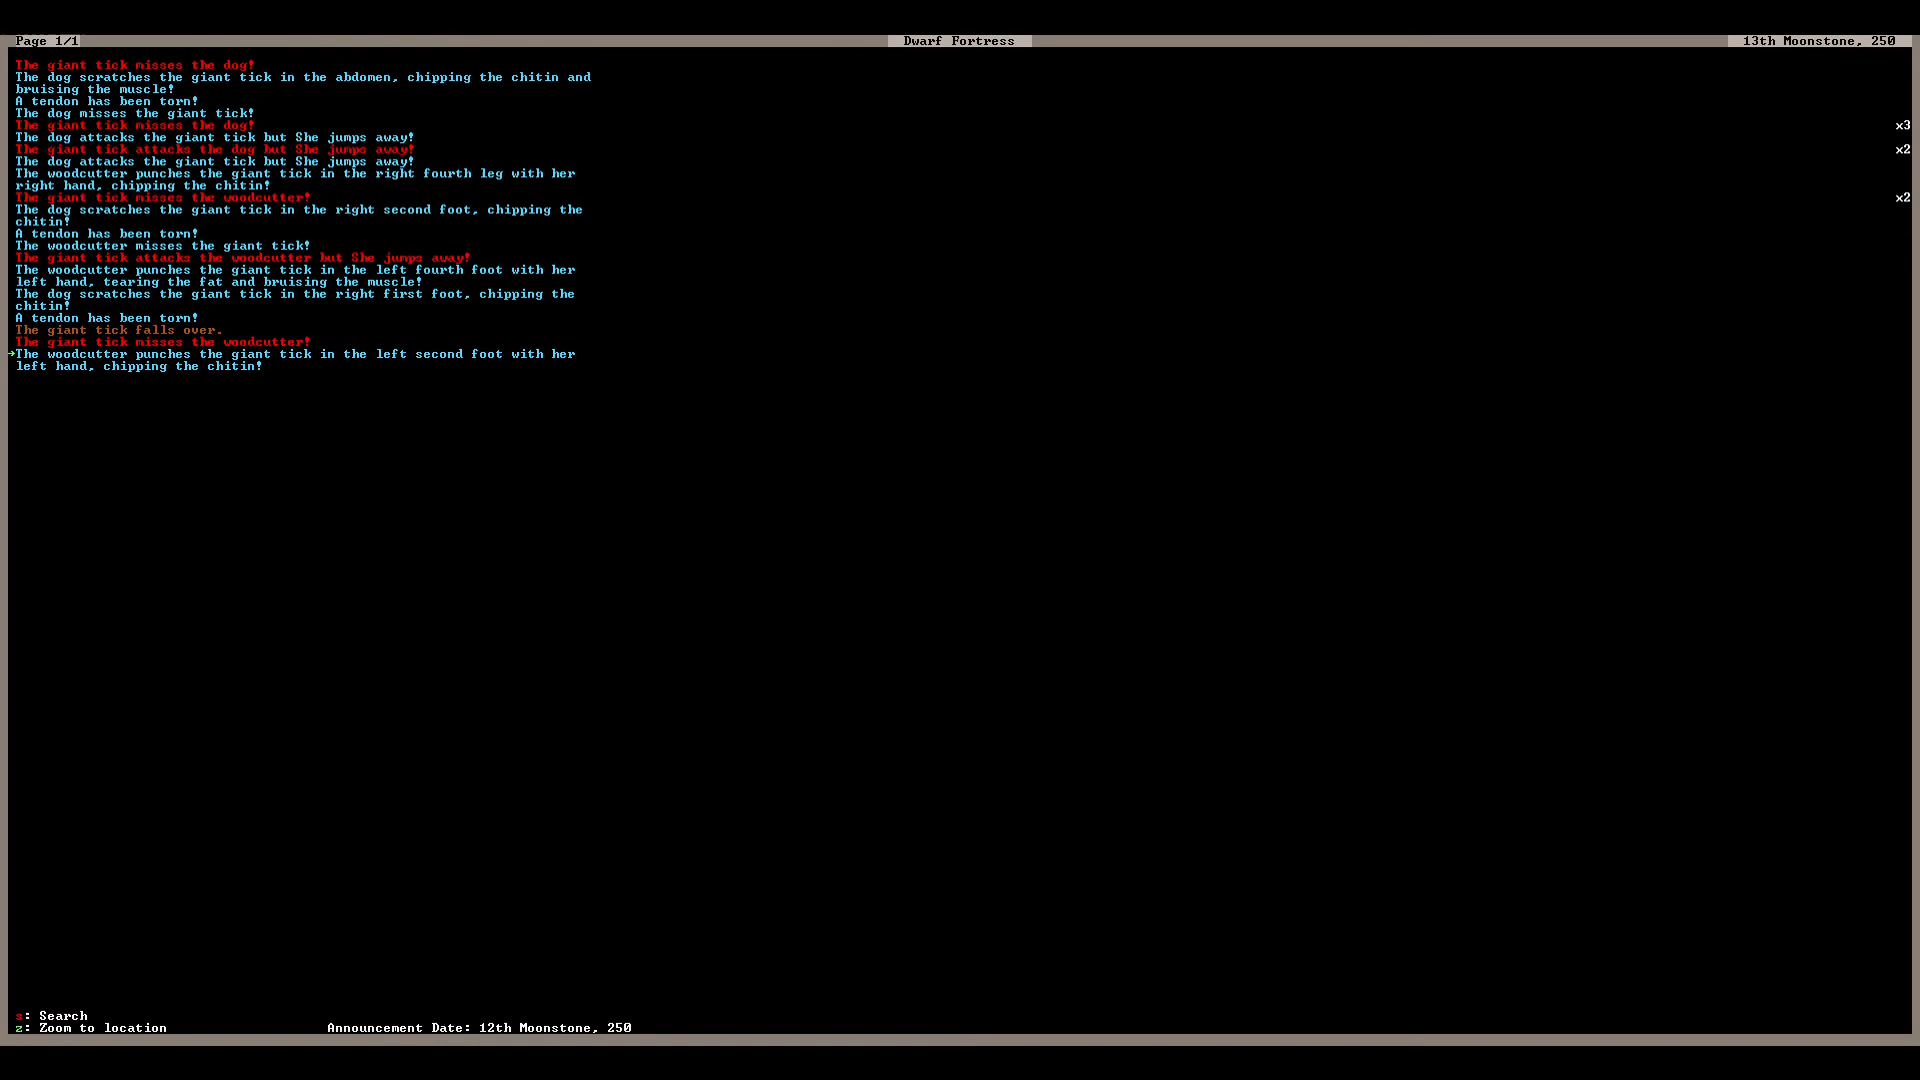 Page 1/1 Dwarf Fortress 13th Moonstone, 250
The giant tick misses the dog!
The dog scratches the giant tick in the abdomen, chipping the chitin and
bruising the muscle!
A tendon has been torn!
The dog misses the giant tick!
The giant tick misses the dog! x3
The dog attacks the giant tick but She jumps away!
The giant tick attacks the dog but She jumps away! x2
The dog attacks the giant tick but She jumps away!
The woodcutter punches the giant tick in the right fourth leg with her
right hand, chipping the chitin!
The giant tick misses the woodcutter! x2
The dog scratches the giant tick in the right second foot, chipping the
chitin!
A tendon has been torn!
The woodcutter misses the giant tick!
The giant tick attacks the woodcutter but She jumps away!
The woodcutter punches the giant tick in the left fourth foot with her
left hand, tearing the fat and bruising the muscle!
The dog scratches the giant tick in the right first foot, chipping the
chitin!
A tendon has been torn!
The giant tick falls over.
The giant tick misses the woodcutter!
→The woodcutter punches the giant tick in the left second foot with her
left hand, chipping the chitin!
s: Search
z: Zoom to location Announcement Date: 12th Moonstone, 250